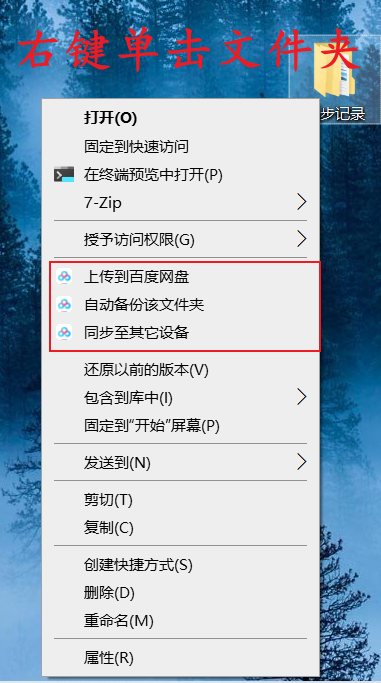 右键单击文件夹
步记录
打开(O)
固定到快速访问
在终端预览中打开(P)
7-Zip
授予访问权限(G)
上传到百度网盘
自动备份该文件夹
同步至其它设备
还原以前的版本(V)
包含到库中(I)
固定到"开始"屏幕(P)
发送到(N)
剪切(T)
复制(C)
创建快捷方式(S)
删除(D)
重命名(M)
属性(R)